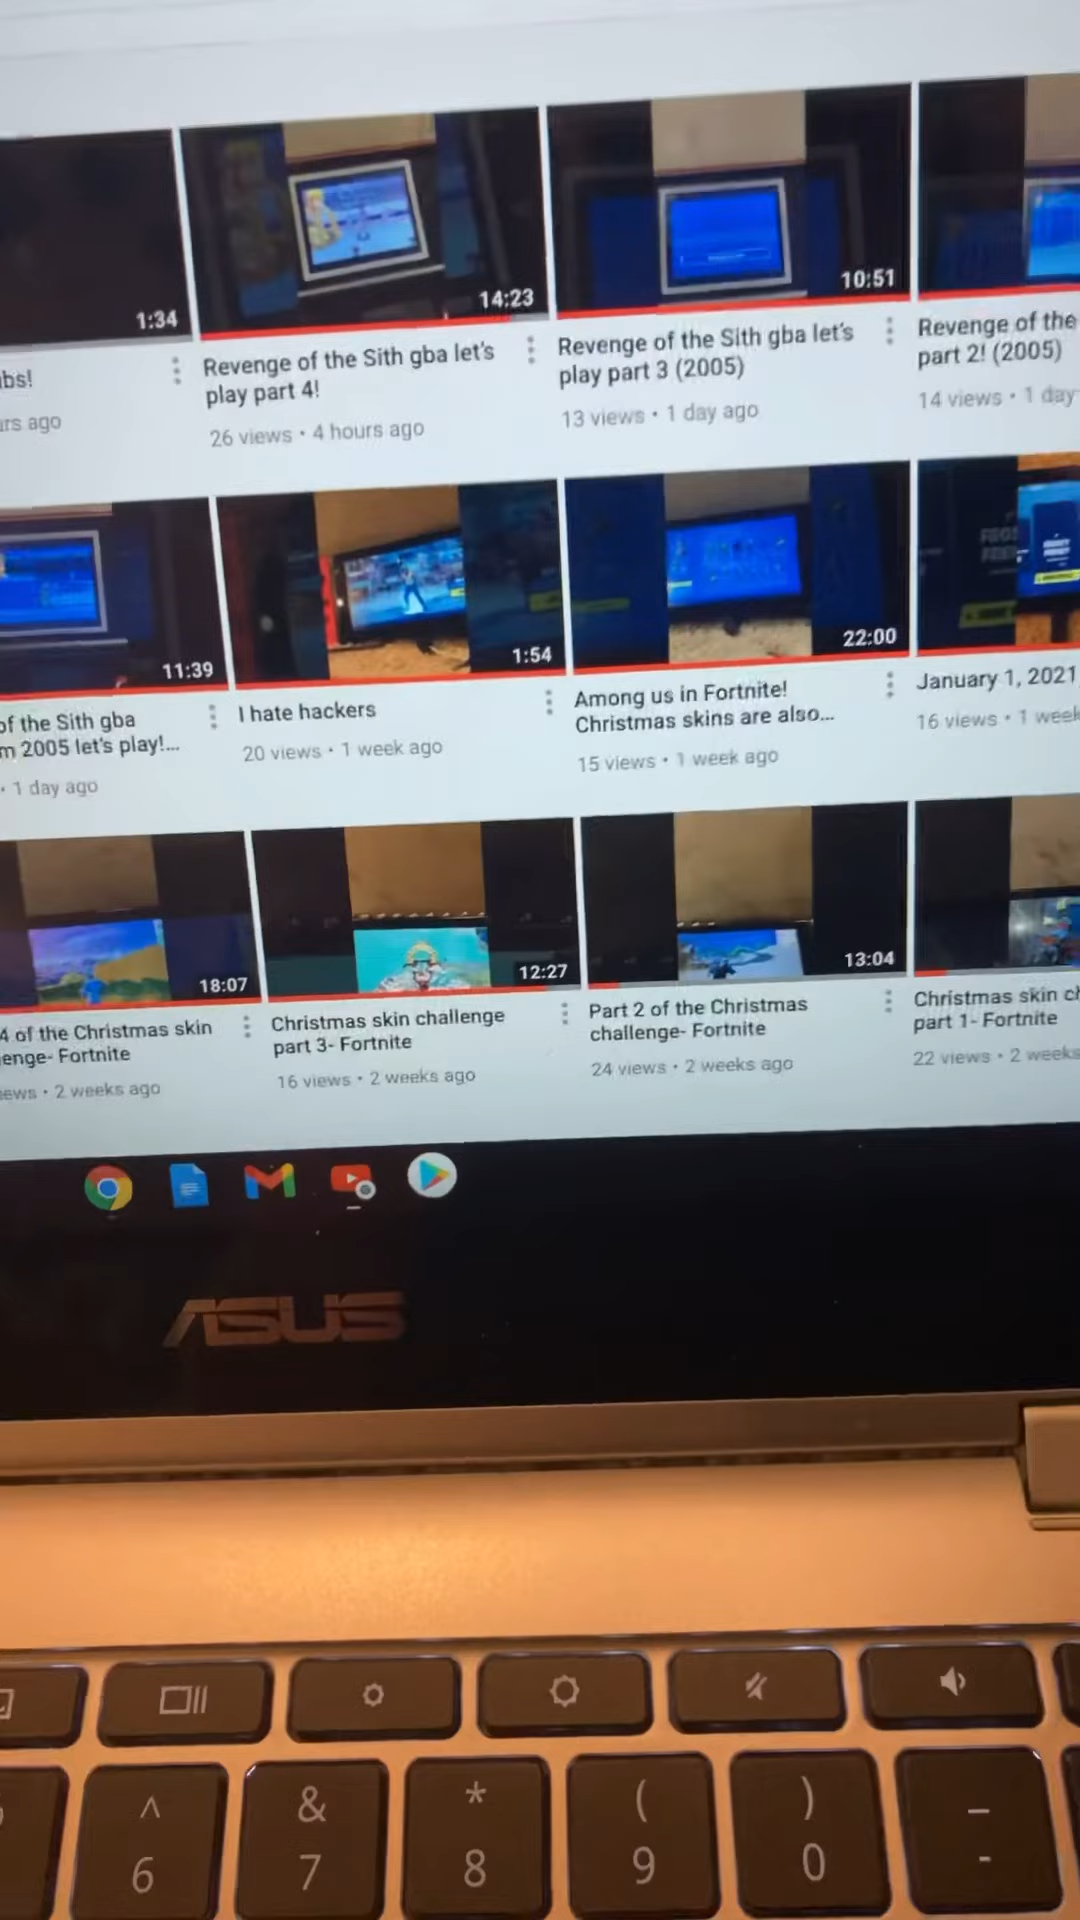 1:34
14:23
10:51
bs!
Revenge of the Sith gba let's
play part 4!
Revenge of the Sith gba let's
play part 3 (2005)
Revenge of the
part 2! (2005)
rs ago
26 views • 4 hours ago
13 views • 1 day ago
14 views • 1 day
11:39
1:54
22:00
of the Sith gba
m 2005 let's play!...
I hate hackers
Among us in Fortnite!
Christmas skins are also...
January 1, 2021
• 1 day ago
20 views • 1 week ago
15 views • 1 week ago
16 views • 1 week
18:07
12:27
13:04
4 of the Christmas skin
enge- Fortnite
Christmas skin challenge
part 3- Fortnite
Part 2 of the Christmas
challenge- Fortnite
Christmas skin ch
part 1- Fortnite
ews • 2 weeks ago
16 views • 2 weeks ago
24 views • 2 weeks ago
22 views • 2 weeks
ASUS
^ & * ( ) _
6 7 8 9 0 -